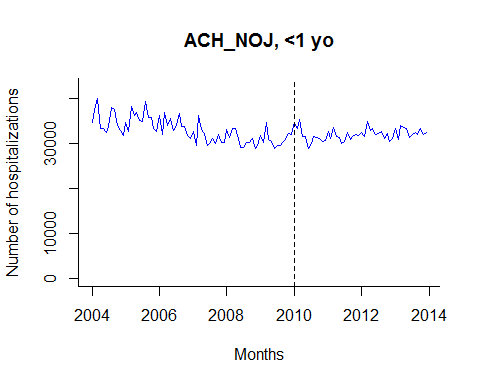 ACH_NOJ, <1 yo
Number of hospitalizations
30000
10000
0
2004 2006 2008 2010 2012 2014
Months